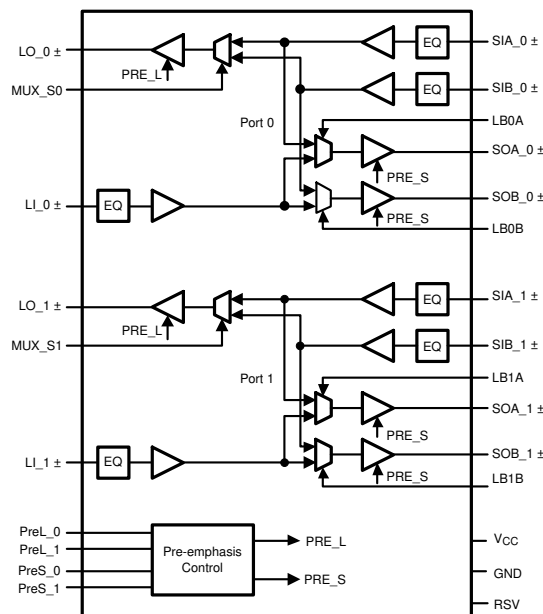 LO_0 ±
EQ
SIA_0 ±
PRE_L
MUX_S0
EQ
SIB_0 ±
Port 0
LB0A
SOA_0 ±
PRE_S
SOB_0 ±
LI_0 ±
EQ
PRE_S
LB0B
LO_1 ±
EQ
SIA_1 ±
PRE_L
MUX_S1
EQ
SIB_1 ±
Port 1
LB1A
SOA_1 ±
PRE_S
SOB_1 ±
LI_1 ±
EQ
PRE_S
LB1B
PreL_0
PreL_1
PreS_0
PreS_1
Pre-emphasis
Control
PRE_L
PRE_S
VCC
GND
RSV